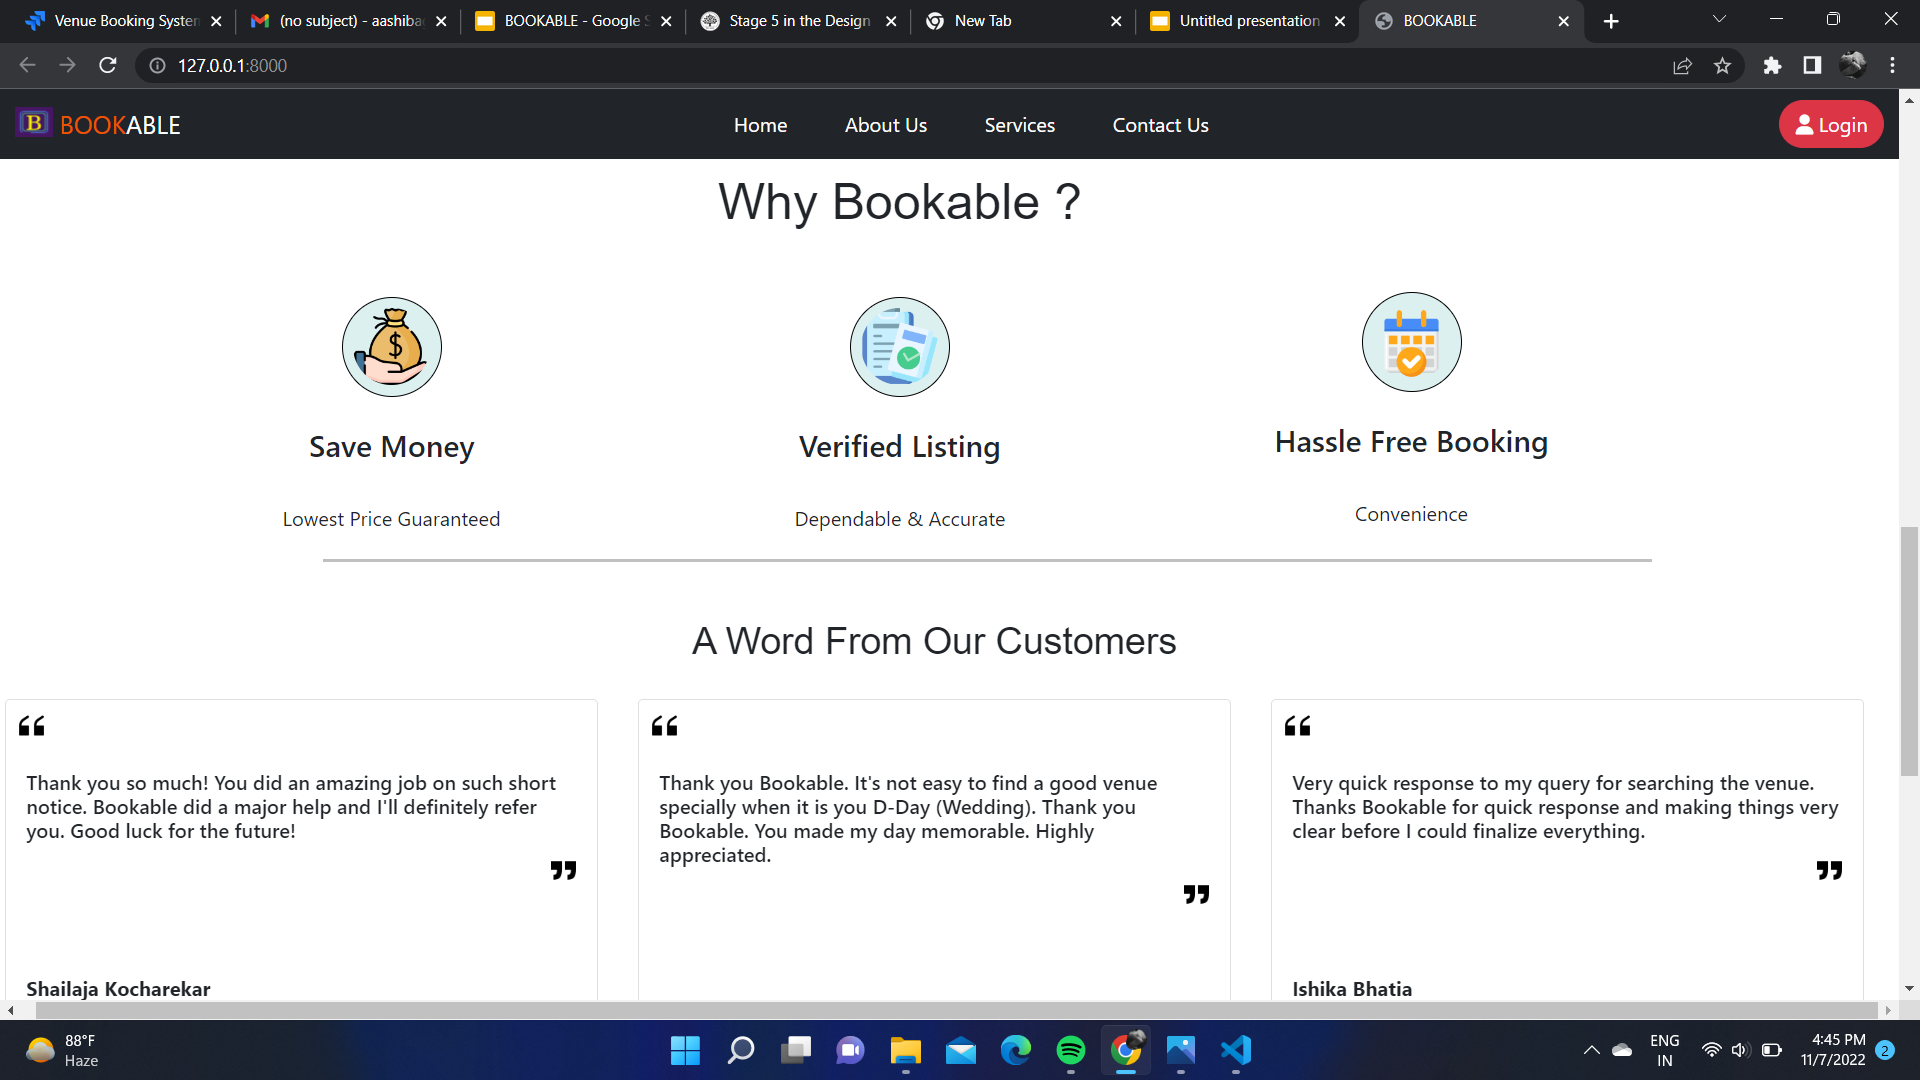 Venue Booking System
(no subject) - aashiba
BOOKABLE - Google S
Stage 5 in the Design
New Tab
Untitled presentation
BOOKABLE
127.0.0.1:8000
B BOOKABLE
Home
About Us
Services
Contact Us
Login
Why Bookable ?
$
Save Money
Verified Listing
Hassle Free Booking
Lowest Price Guaranteed
Dependable & Accurate
Convenience
A Word From Our Customers
“
Thank you so much! You did an amazing job on such short
notice. Bookable did a major help and I'll definitely refer
you. Good luck for the future!
”
Shailaja Kocharekar
“
Thank you Bookable. It's not easy to find a good venue
specially when it is you D-Day (Wedding). Thank you
Bookable. You made my day memorable. Highly
appreciated.
”
“
Very quick response to my query for searching the venue.
Thanks Bookable for quick response and making things very
clear before I could finalize everything.
”
Ishika Bhatia
88°F
Haze
ENG
IN
4:45 PM
11/7/2022
2